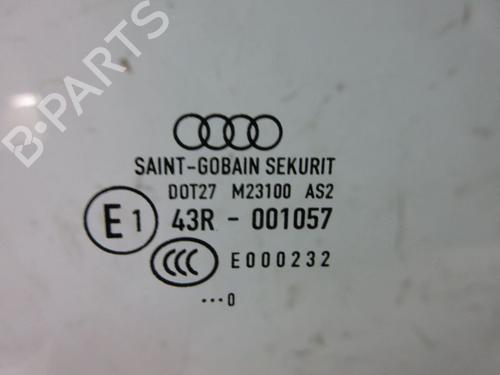 B-PARTS
SAINT-GOBAIN SEKURIT
DOT27 M23100 AS2
E1 43R - 001057
CCC E000232
···0